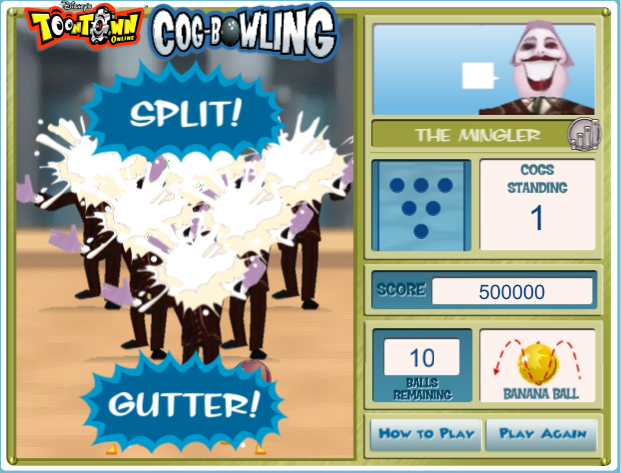 Disney's
TOONTOWN
ONLINE
COG-BOWLING
SPLIT!
THE MINGLER
COGS
STANDING
1
SCORE 500000
10
BALLS
REMAINING
BANANA BALL
GUTTER!
HOW TO PLAY
PLAY AGAIN